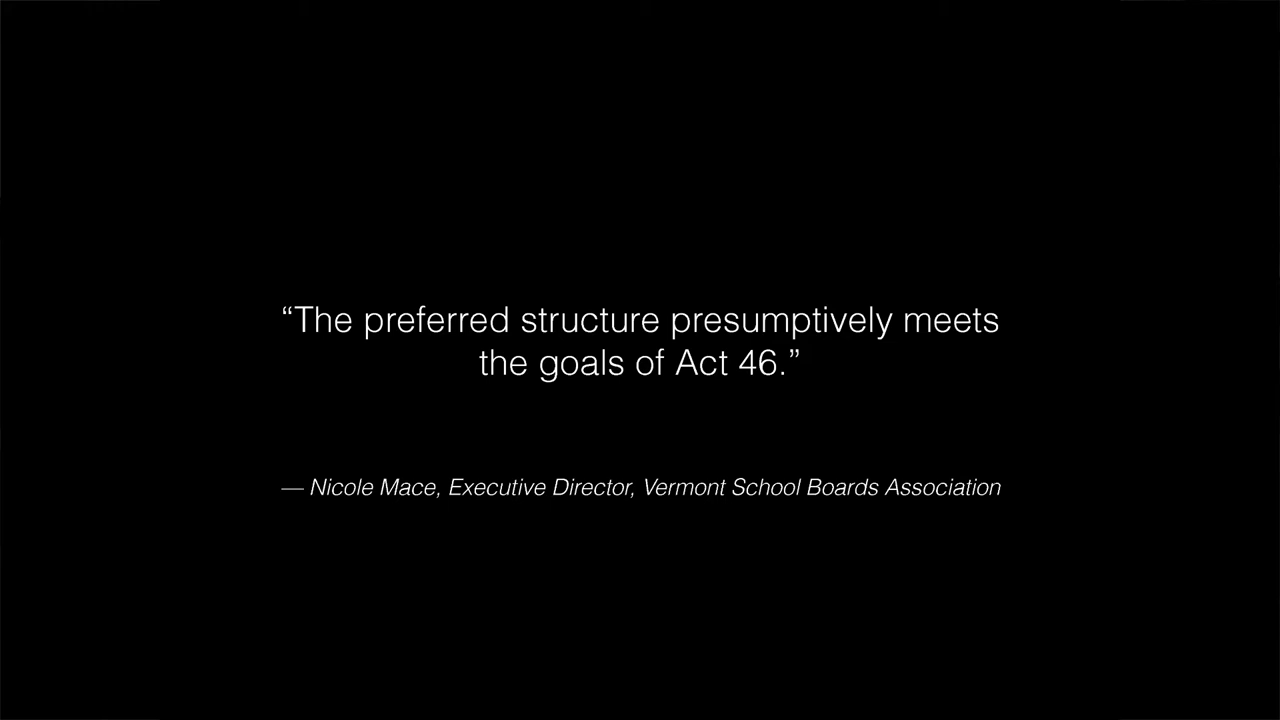 “The preferred structure presumptively meets
the goals of Act 46.”
— Nicole Mace, Executive Director, Vermont School Boards Association